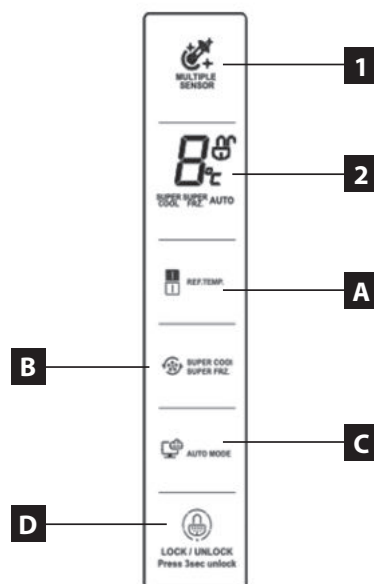 MULTIPLE
SENSOR
1
8°C
SUPER SUPER AUTO
COOL FRZ.
2
REF.TEMP.
A
B
SUPER COOL
SUPER FRZ.
AUTO MODE
C
D
LOCK / UNLOCK
Press 3sec unlock